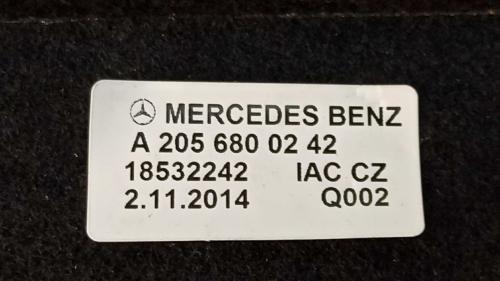 MERCEDES BENZ
A 205 680 02 42
18532242 IAC CZ
2.11.2014 Q002